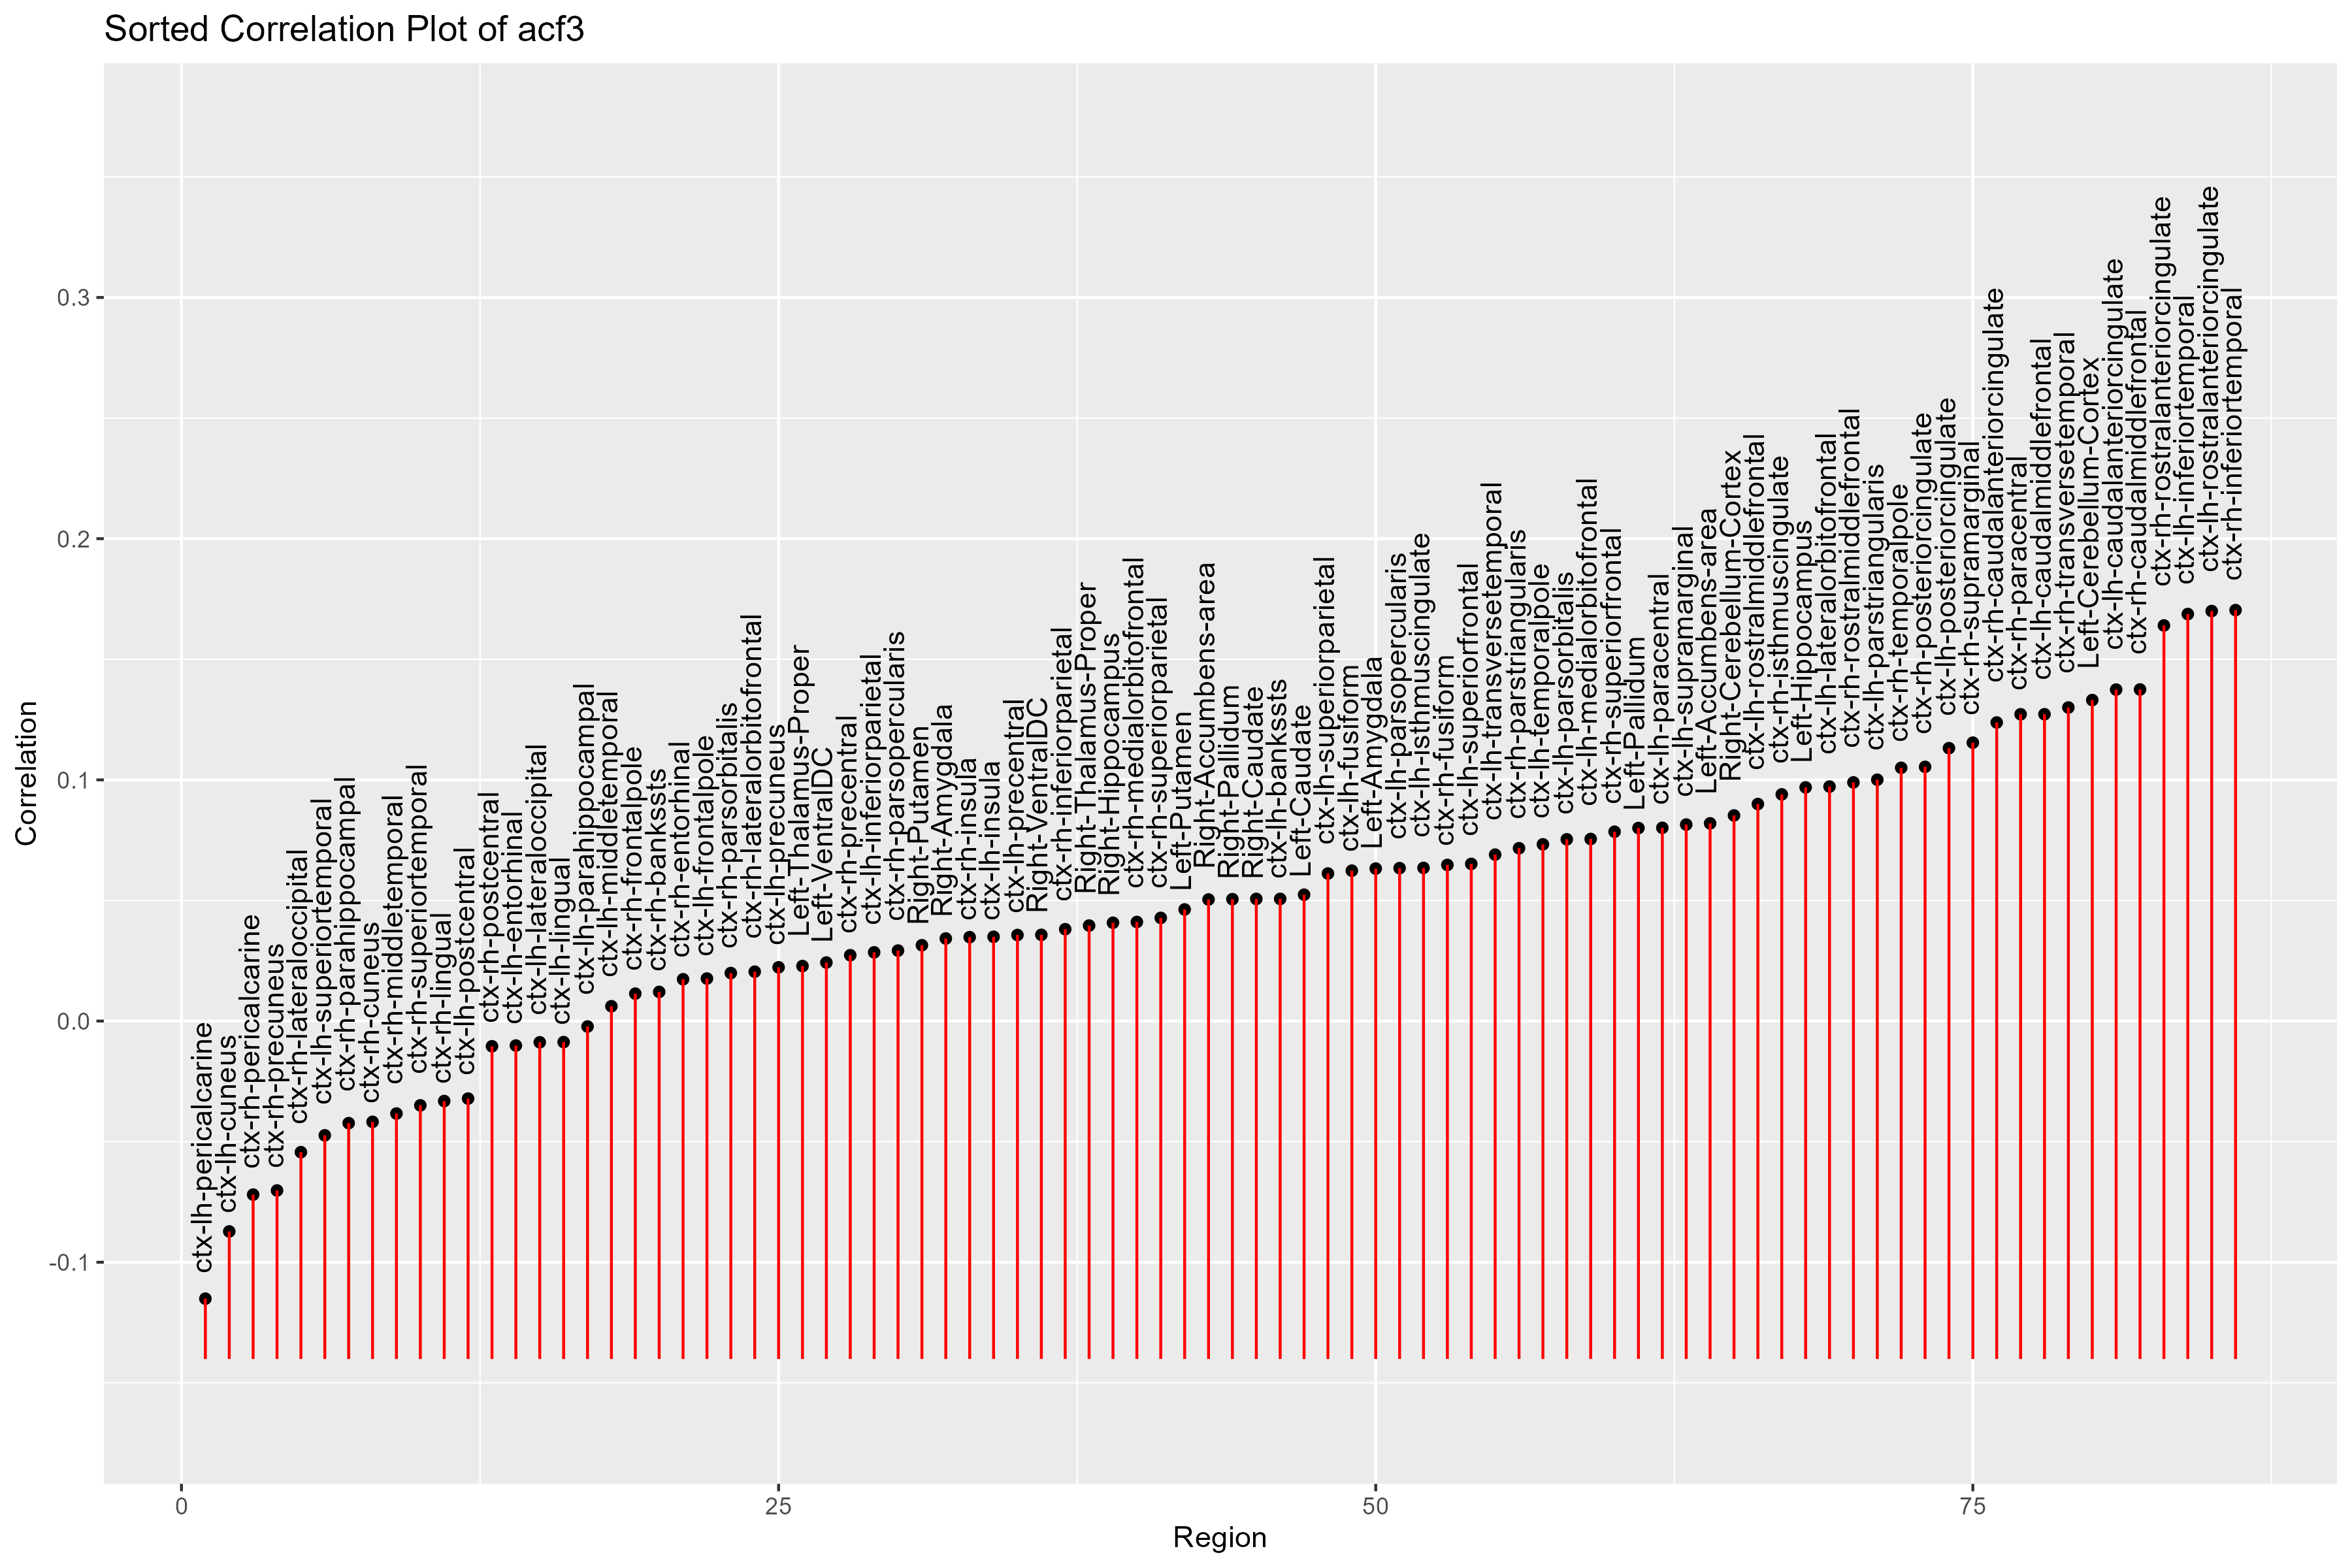 Sorted Correlation Plot of acf3
Correlation
0.3
0.2
0.1
0.0
-0.1
ctx-lh-pericalcarine
ctx-lh-cuneus
ctx-rh-pericalcarine
ctx-rh-precuneus
ctx-rh-lateraloccipital
ctx-lh-superiortemporal
ctx-rh-parahippocampal
ctx-rh-cuneus
ctx-rh-middletemporal
ctx-rh-superiortemporal
ctx-rh-lingual
ctx-lh-postcentral
ctx-rh-postcentral
ctx-lh-entorhinal
ctx-lh-lateraloccipital
ctx-lh-lingual
ctx-lh-parahippocampal
ctx-lh-middletemporal
ctx-rh-frontalpole
ctx-rh-bankssts
ctx-rh-entorhinal
ctx-lh-frontalpole
ctx-rh-parsorbitalis
ctx-rh-lateralorbitofrontal
ctx-lh-precuneus
Left-Thalamus-Proper
Left-VentralDC
ctx-rh-precentral
ctx-lh-inferiorparietal
ctx-rh-parsopercularis
Right-Putamen
Right-Amygdala
ctx-rh-insula
ctx-lh-insula
ctx-lh-precentral
Right-VentralDC
ctx-rh-inferiorparietal
Right-Thalamus-Proper
Right-Hippocampus
ctx-rh-medialorbitofrontal
ctx-rh-superiorparietal
Left-Putamen
Right-Accumbens-area
Right-Pallidum
Right-Caudate
ctx-lh-bankssts
Left-Caudate
ctx-lh-superiorparietal
ctx-lh-fusiform
Left-Amygdala
ctx-lh-parsopercularis
ctx-lh-isthmuscingulate
ctx-rh-fusiform
ctx-lh-superiorfrontal
ctx-lh-transversetemporal
ctx-rh-parstriangularis
ctx-lh-temporalpole
ctx-lh-parsorbitalis
ctx-lh-medialorbitofrontal
ctx-rh-superiorfrontal
Left-Pallidum
ctx-lh-paracentral
ctx-lh-supramarginal
Left-Accumbens-area
Right-Cerebellum-Cortex
ctx-lh-rostralmiddlefrontal
ctx-rh-isthmuscingulate
Left-Hippocampus
ctx-lh-lateralorbitofrontal
ctx-rh-rostralmiddlefrontal
ctx-lh-parstriangularis
ctx-rh-temporalpole
ctx-rh-posteriorcingulate
ctx-lh-posteriorcingulate
ctx-rh-supramarginal
ctx-rh-caudalanteriorcingulate
ctx-rh-paracentral
ctx-lh-caudalmiddlefrontal
ctx-rh-transversetemporal
Left-Cerebellum-Cortex
ctx-lh-caudalanteriorcingulate
ctx-rh-caudalmiddlefrontal
ctx-rh-rostralanteriorcingulate
ctx-lh-inferiortemporal
ctx-lh-rostralanteriorcingulate
ctx-rh-inferiortemporal
0
25
50
75
Region